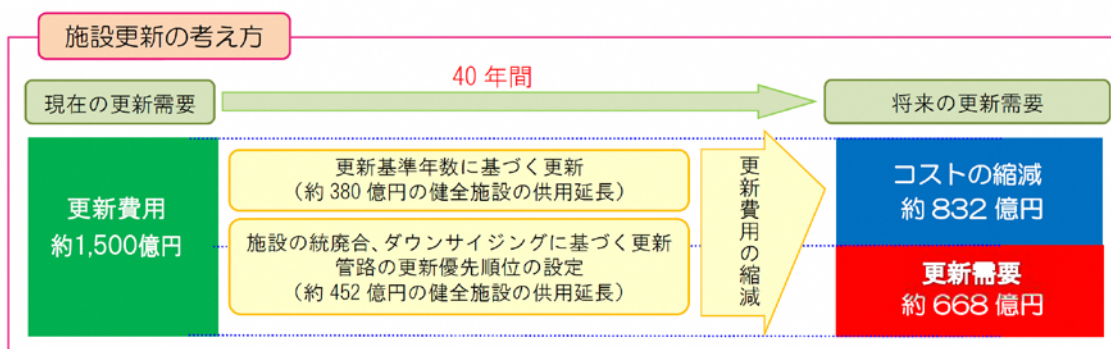 施設更新の考え方
40 年間
現在の更新需要
将来の更新需要
更新費用
約1,500億円
更新基準年数に基づく更新
（約 380 億円の健全施設の供用延長）
施設の統廃合、ダウンサイジングに基づく更新
管路の更新優先順位の設定
（約 452 億円の健全施設の供用延長）
更新費用の縮減
コストの縮減
約 832 億円
更新需要
約 668 億円